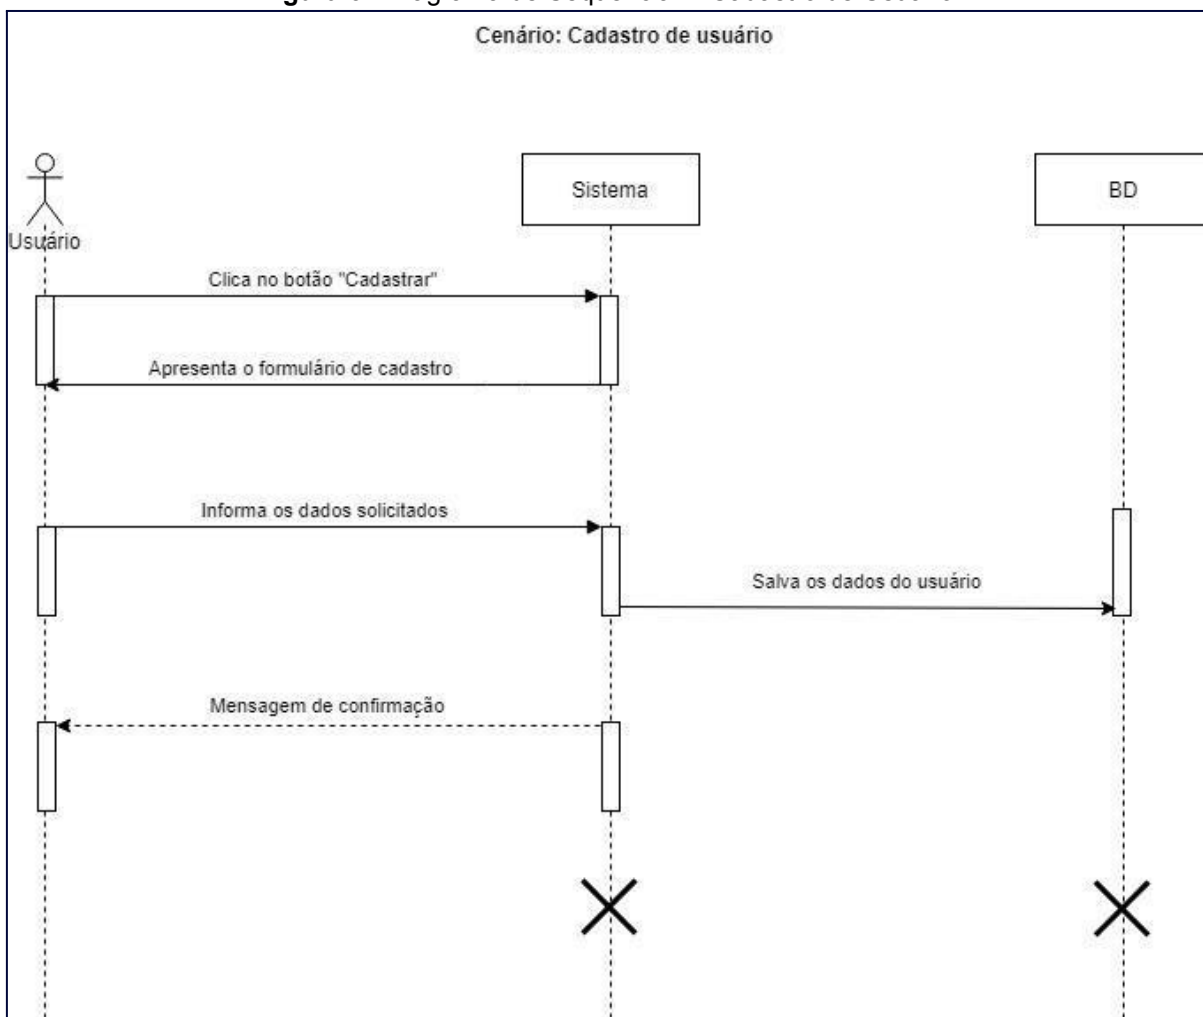 Cenário: Cadastro de usuário
Sistema
BD
Usuário
Clica no botão "Cadastrar"
Apresenta o formulário de cadastro
Informa os dados solicitados
Salva os dados do usuário
Mensagem de confirmação